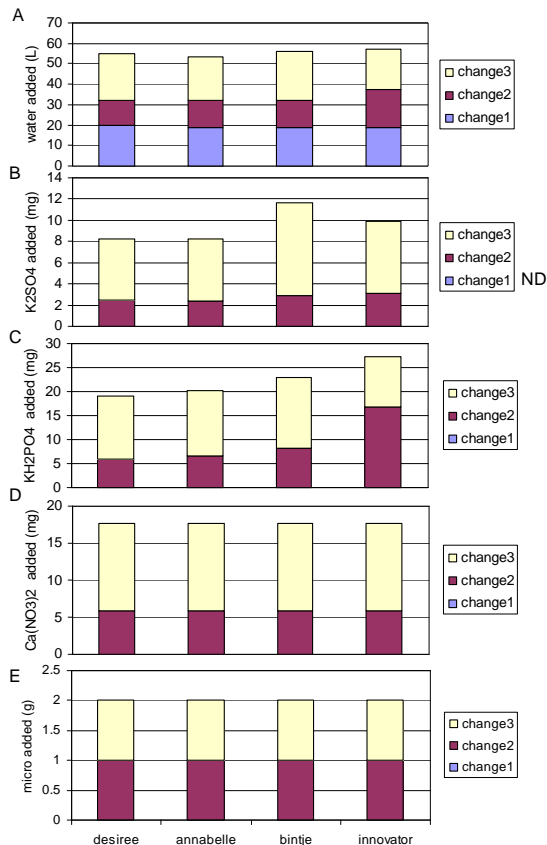 A
70
60
50
40
30
20
10
0
water added (L)
change3
change2
change1
B
14
12
10
8
6
4
2
0
K2SO4 added (mg)
change3
change2
change1
ND
C
30
25
20
15
10
5
0
KH2PO4 added (mg)
change3
change2
change1
D
20
15
10
5
0
Ca(NO3)2 added (mg)
change3
change2
change1
E
2.5
2
1.5
1
0.5
0
micro added (g)
change3
change2
change1
desiree annabelle bintje innovator